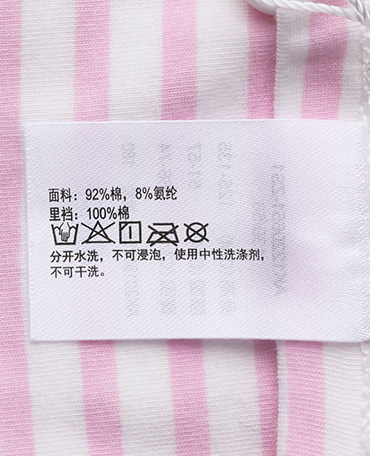 面料：92%棉，8%氨纶
里裆：100%棉
分开水洗，不可浸泡，使用中性洗涤剂，
不可干洗。